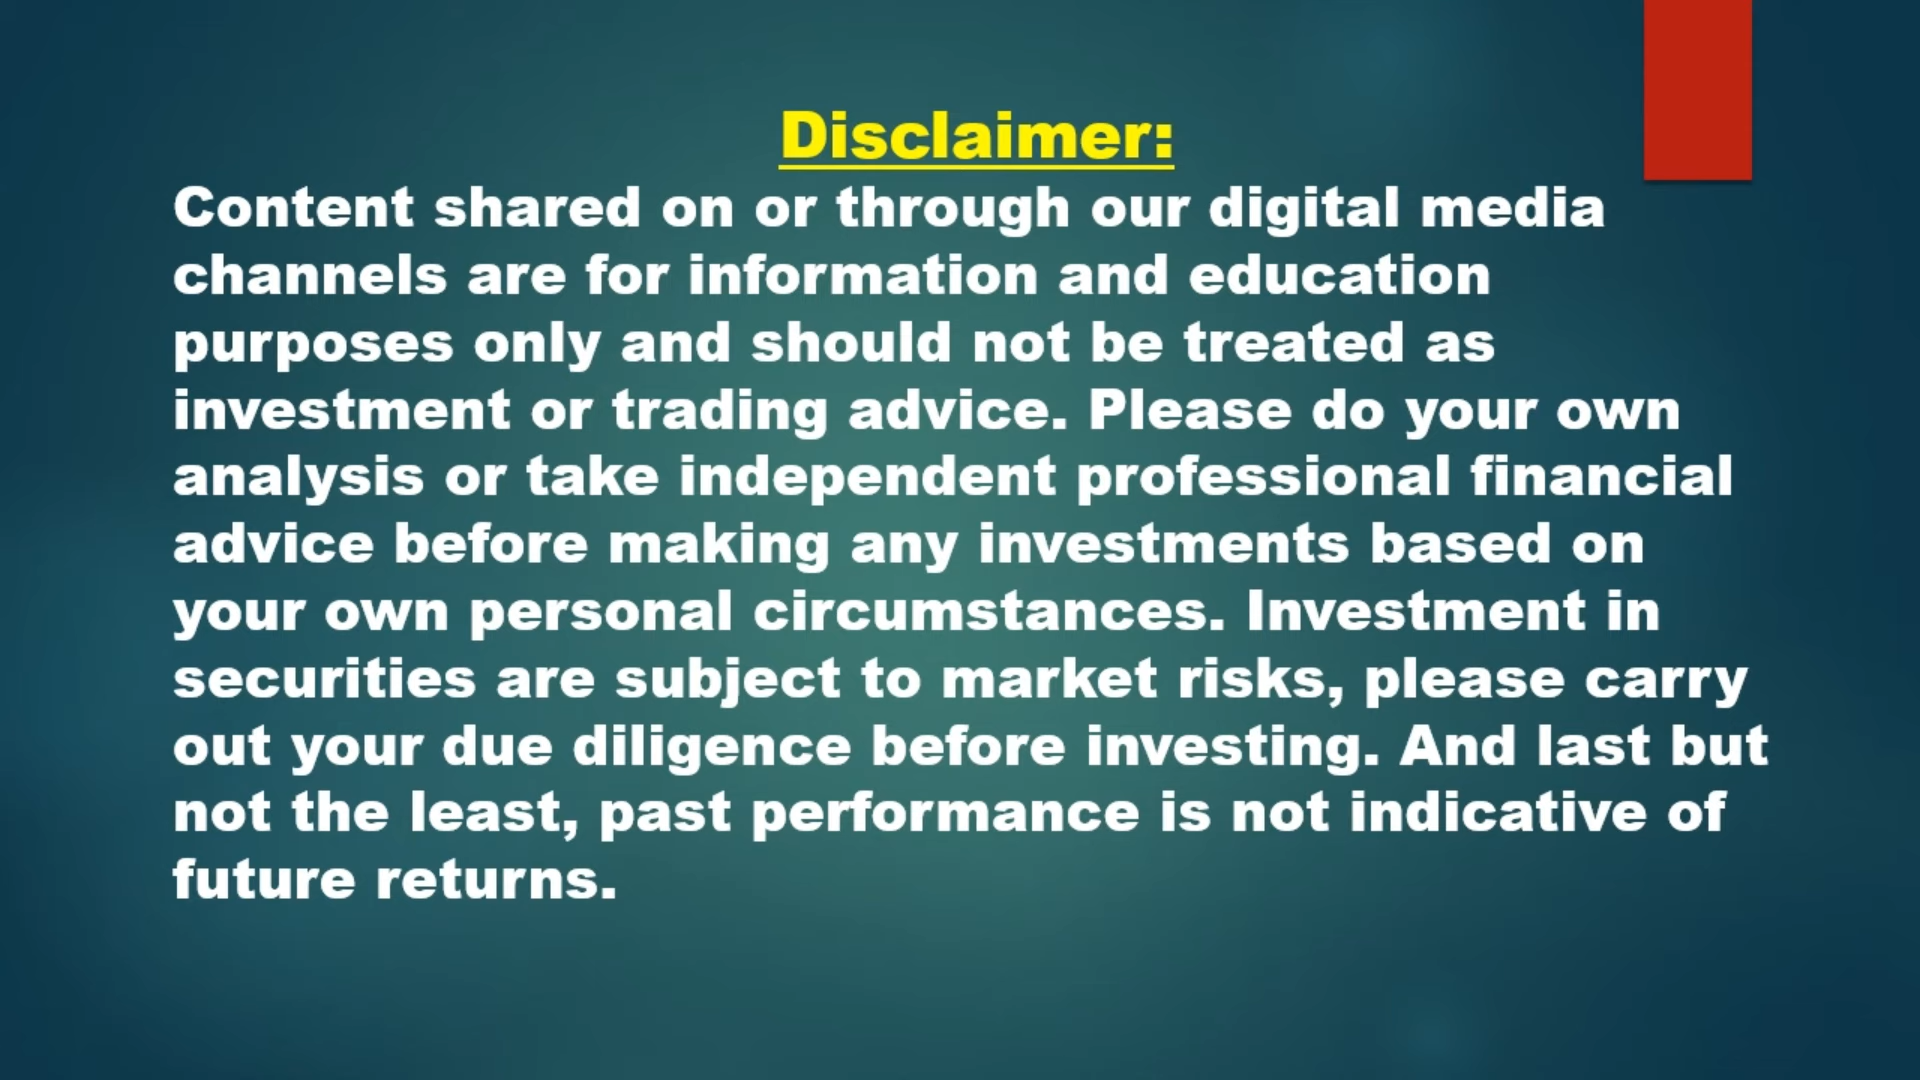 Disclaimer:
Content shared on or through our digital media
channels are for information and education
purposes only and should not be treated as
investment or trading advice. Please do your own
analysis or take independent professional financial
advice before making any investments based on
your own personal circumstances. Investment in
securities are subject to market risks, please carry
out your due diligence before investing. And last but
not the least, past performance is not indicative of
future returns.